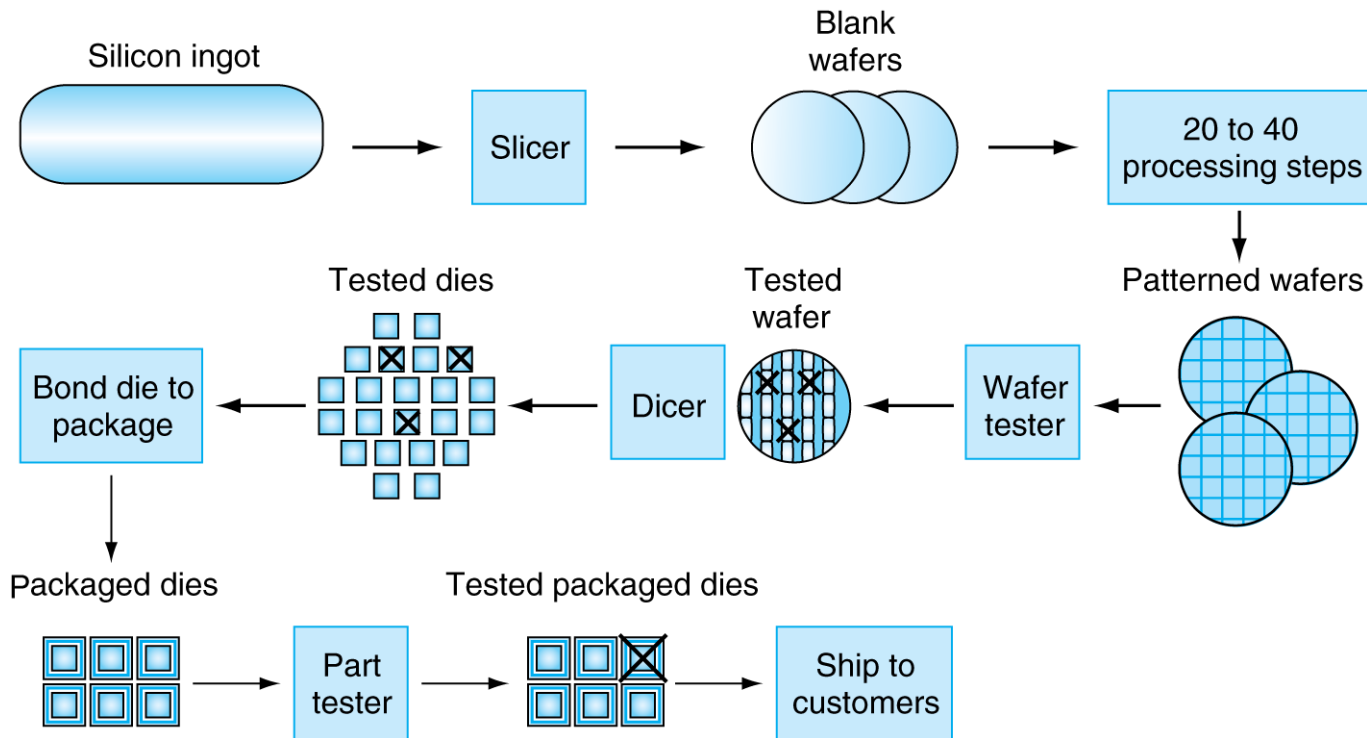 Silicon ingot
Slicer
Blank
wafers
20 to 40
processing steps
Patterned wafers
Wafer
tester
Tested
wafer
Dicer
Tested dies
Bond die to
package
Packaged dies
Part
tester
Tested packaged dies
Ship to
customers